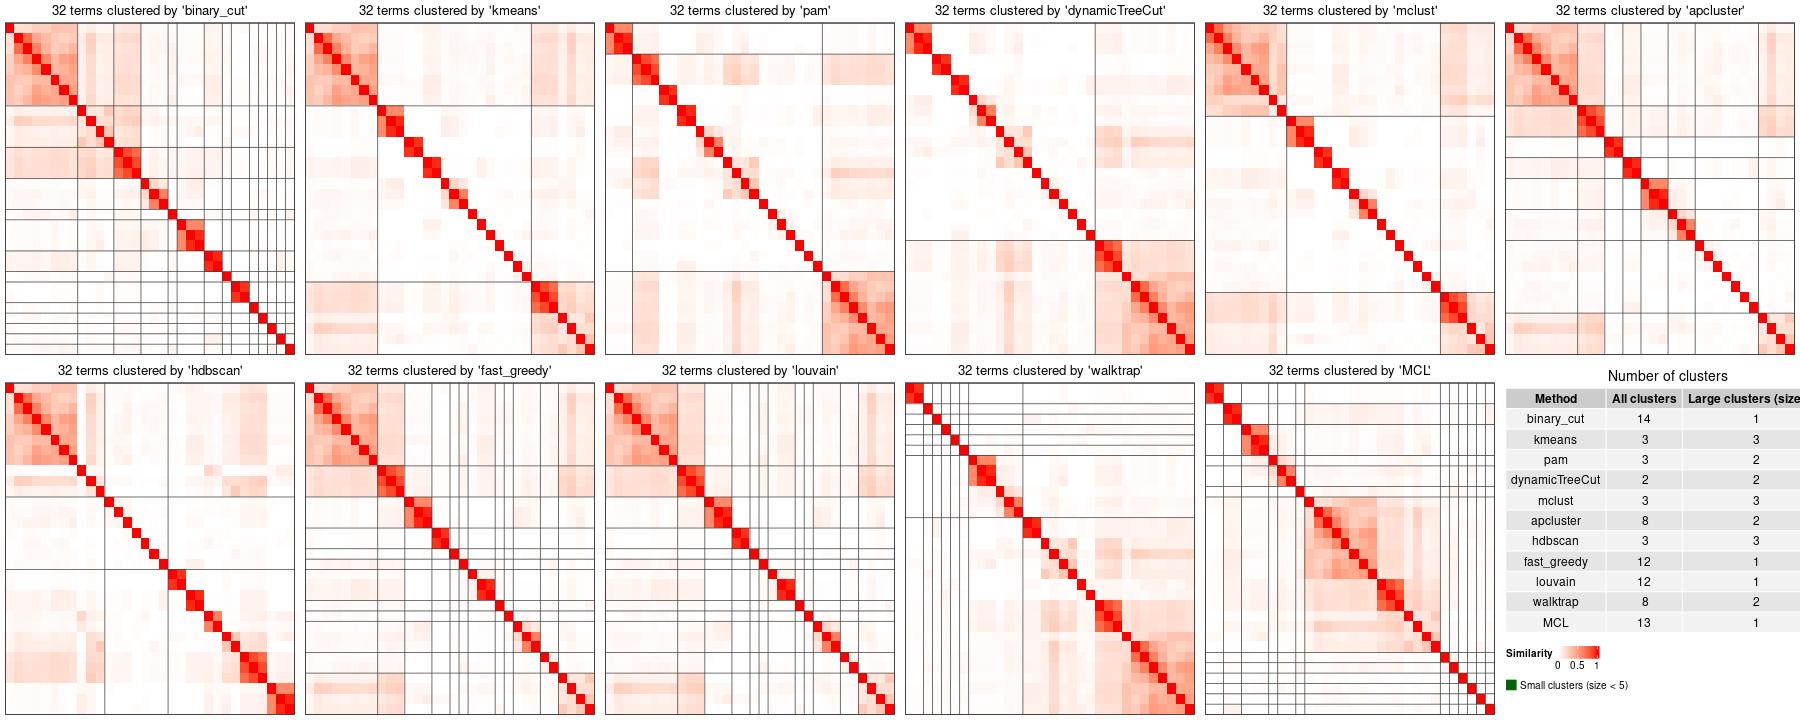 32 terms clustered by 'binary_cut'
32 terms clustered by 'kmeans'
32 terms clustered by 'pam'
32 terms clustered by 'dynamicTreeCut'
32 terms clustered by 'mclust'
32 terms clustered by 'apcluster'
32 terms clustered by 'hdbscan'
32 terms clustered by 'fast_greedy'
32 terms clustered by 'louvain'
32 terms clustered by 'walktrap'
32 terms clustered by 'MCL'
Number of clusters
Method All clusters Large clusters (size
binary_cut 14 1
kmeans 3 3
pam 3 2
dynamicTreeCut 2 2
mclust 3 3
apcluster 8 2
hdbscan 3 3
fast_greedy 12 1
louvain 12 1
walktrap 8 2
MCL 13 1
Similarity
0 0.5 1
Small clusters (size < 5)